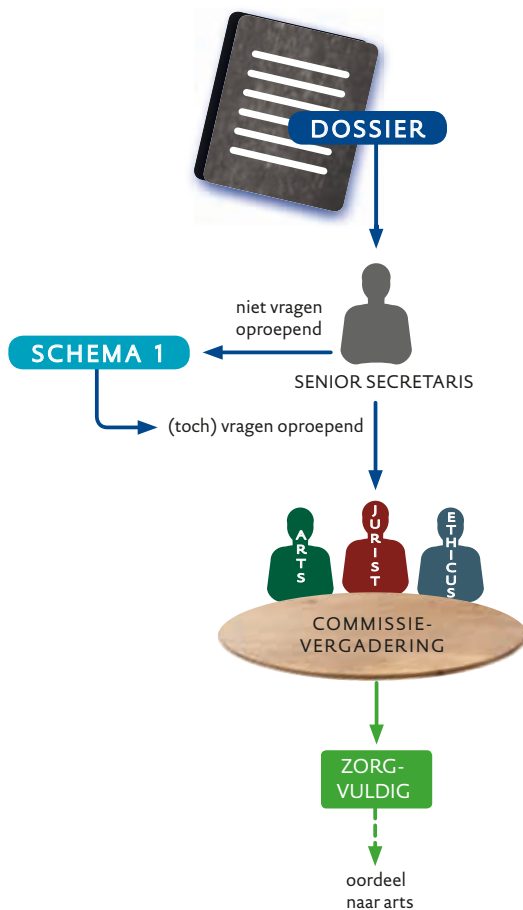 DOSSIER
niet vragen
oproepend
SCHEMA 1
SENIOR SECRETARIS
(toch) vragen oproepend
ARTS
JURIST
ETHICUS
COMMISSIE-
VERGADERING
ZORG-
VULDIG
oordeel
naar arts